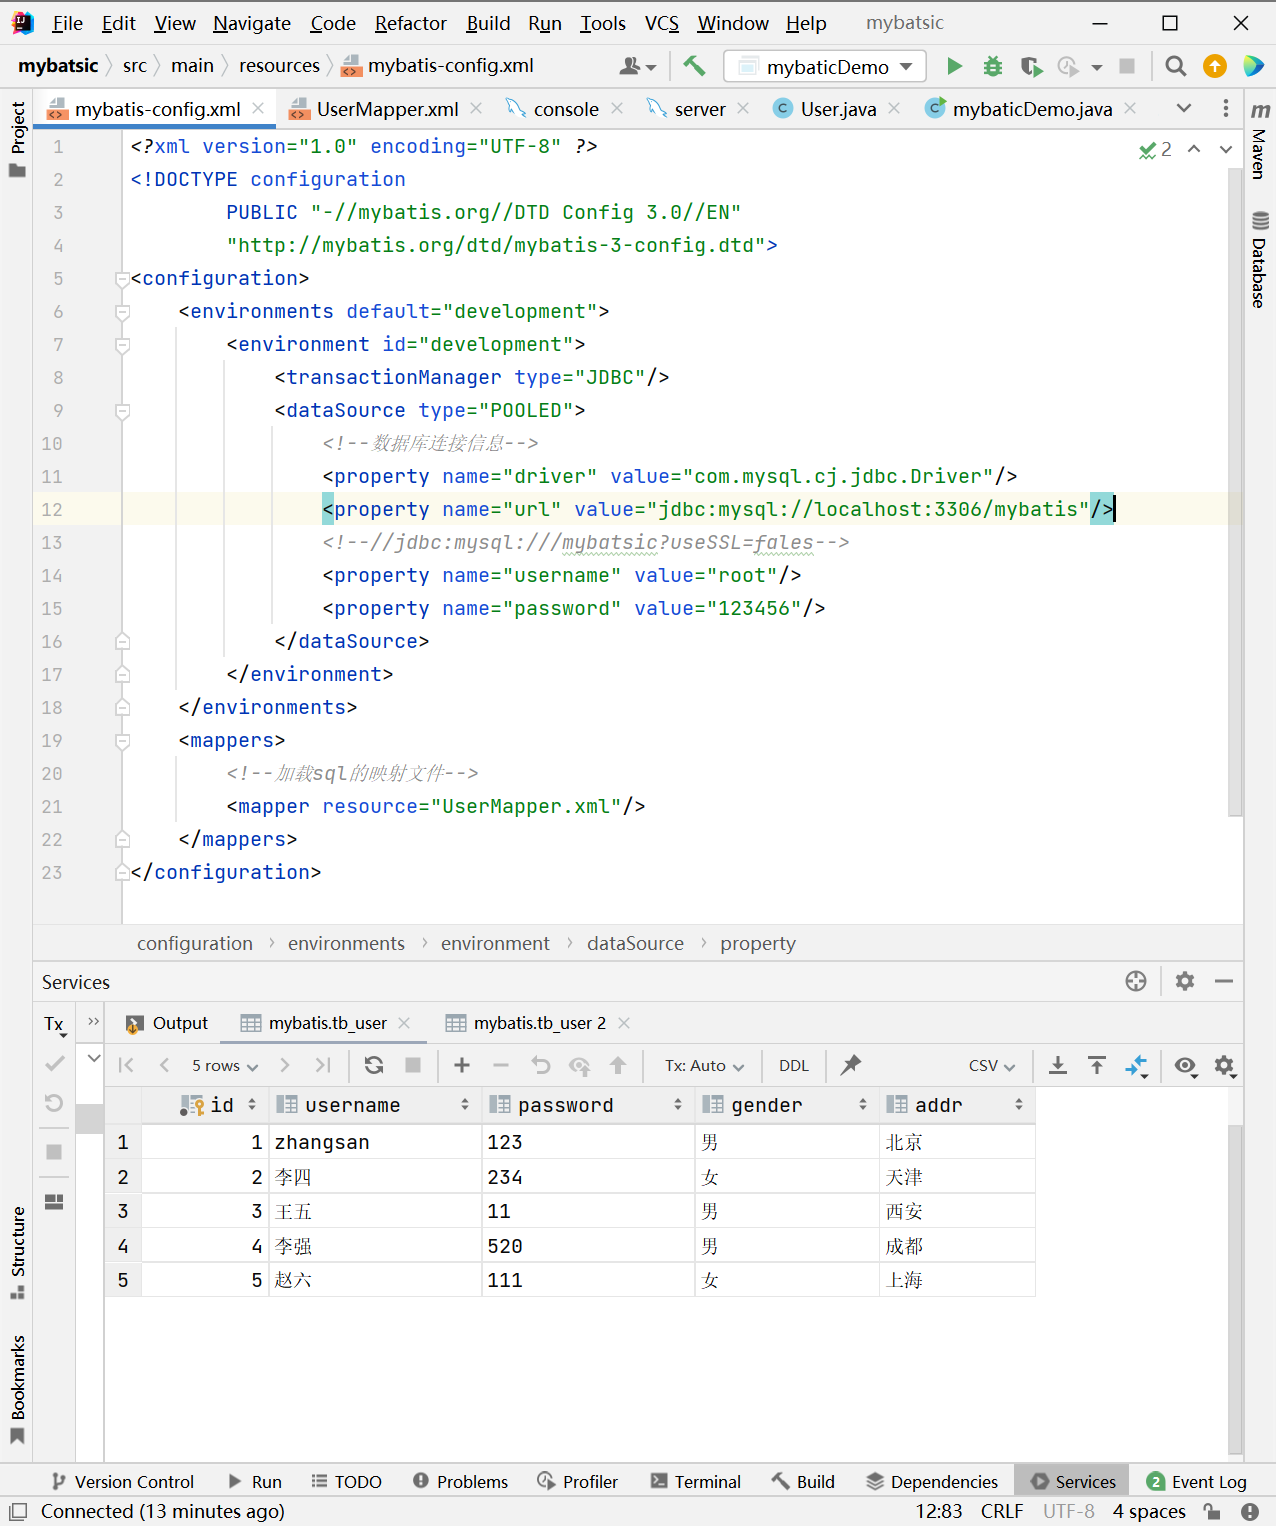 File Edit View Navigate Code Refactor Build Run Tools VCS Window Help mybatsic
mybatsic src main resources mybatis-config.xml mybaticDemo
mybatis-config.xml UserMapper.xml console server User.java mybaticDemo.java
Project
Maven
Database
2
1 <?xml version="1.0" encoding="UTF-8" ?>
2 <!DOCTYPE configuration
3 PUBLIC "-//mybatis.org//DTD Config 3.0//EN"
4 "http://mybatis.org/dtd/mybatis-3-config.dtd">
5 <configuration>
6 <environments default="development">
7 <environment id="development">
8 <transactionManager type="JDBC"/>
9 <dataSource type="POOLED">
10 <!--数据库连接信息-->
11 <property name="driver" value="com.mysql.cj.jdbc.Driver"/>
12 <property name="url" value="jdbc:mysql://localhost:3306/mybatis"/>
13 <!--//jdbc:mysql:///mybatsic?useSSL=fales-->
14 <property name="username" value="root"/>
15 <property name="password" value="123456"/>
16 </dataSource>
17 </environment>
18 </environments>
19 <mappers>
20 <!--加载sql的映射文件-->
21 <mapper resource="UserMapper.xml"/>
22 </mappers>
23 </configuration>
configuration › environments › environment › dataSource › property
Services
Tx Output mybatis.tb_user mybatis.tb_user 2
5 rows Tx: Auto DDL CSV
id username password gender addr
1 1 zhangsan 123 男 北京
2 2 李四 234 女 天津
3 3 王五 11 男 西安
4 4 李强 520 男 成都
5 5 赵六 111 女 上海
Structure
Bookmarks
Version Control Run TODO Problems Profiler Terminal Build Dependencies Services 2 Event Log
Connected (13 minutes ago) 12:83 CRLF UTF-8 4 spaces